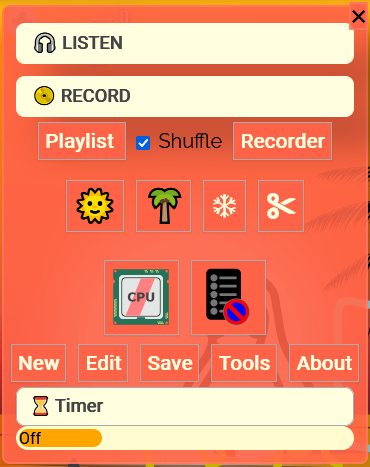 LISTEN
RECORD
Playlist Shuffle Recorder
CPU
New Edit Save Tools About
Timer
Off